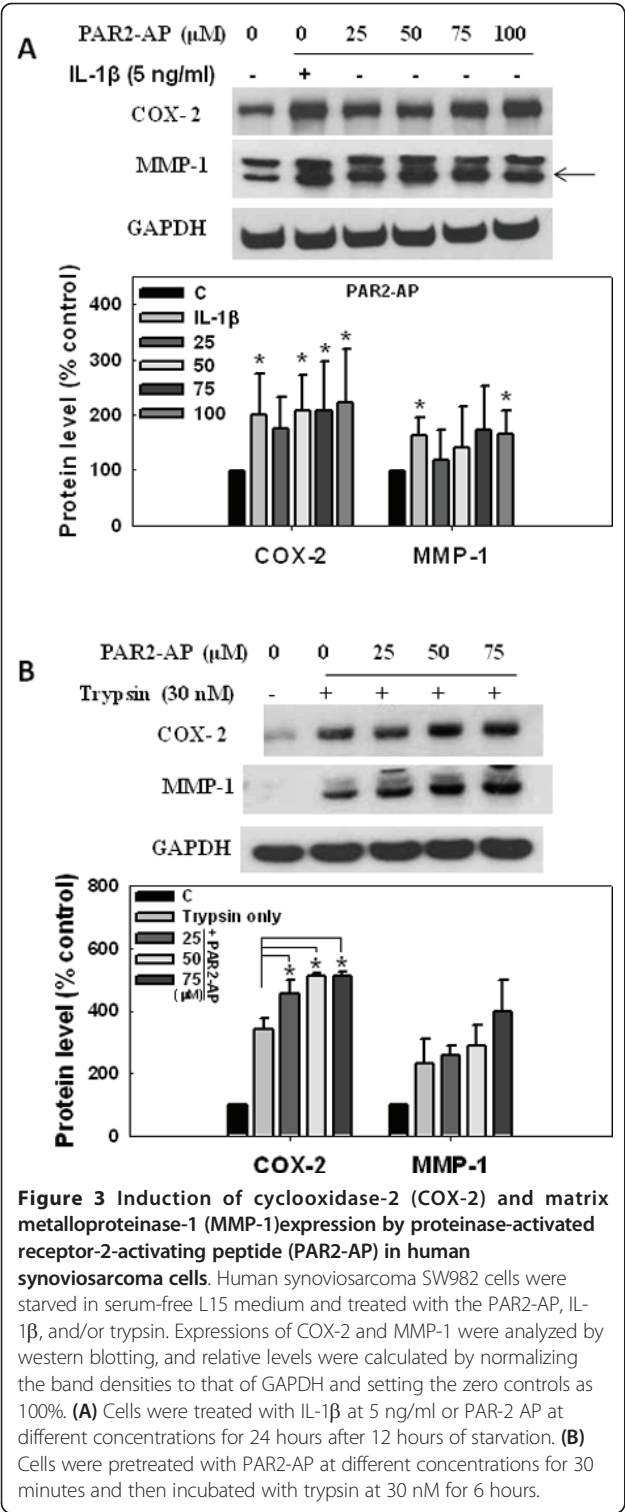 A
PAR2-AP (μM) 0 0 25 50 75 100
IL-1β (5 ng/ml) - + - - - -
COX-2
MMP-1
GAPDH
PAR2-AP
Protein level (% control)
400
300
200
100
0
C
IL-1β
25
50
75
100
* * * *
* *
COX-2 MMP-1
B
PAR2-AP (μM) 0 0 25 50 75
Trypsin (30 nM) - + + + +
COX-2
MMP-1
GAPDH
Protein level (% control)
800
600
400
200
0
C
Trypsin only
25
50
75
(μM)
+ PAR2-AP
* * *
COX-2 MMP-1
Figure 3 Induction of cyclooxidase-2 (COX-2) and matrix
metalloproteinase-1 (MMP-1)expression by proteinase-activated
receptor-2-activating peptide (PAR2-AP) in human
synoviosarcoma cells. Human synoviosarcoma SW982 cells were
starved in serum-free L15 medium and treated with the PAR2-AP, IL-
1β, and/or trypsin. Expressions of COX-2 and MMP-1 were analyzed by
western blotting, and relative levels were calculated by normalizing
the band densities to that of GAPDH and setting the zero controls as
100%. (A) Cells were treated with IL-1β at 5 ng/ml or PAR-2 AP at
different concentrations for 24 hours after 12 hours of starvation. (B)
Cells were pretreated with PAR2-AP at different concentrations for 30
minutes and then incubated with trypsin at 30 nM for 6 hours.